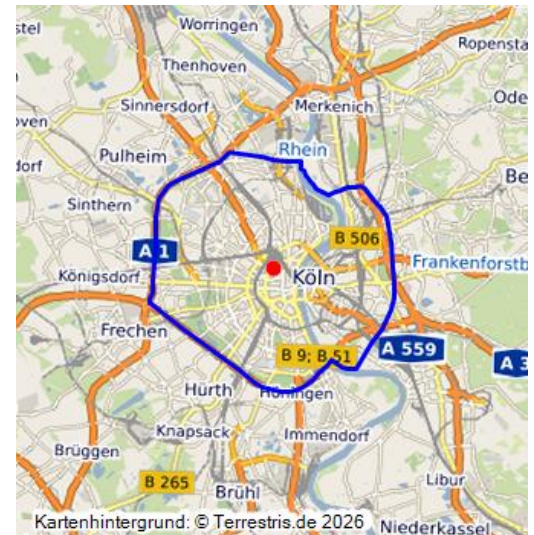 stel
Worringen
Ropensta
Thenhoven
Ode
Sinnersdorf
Merkenich
oven
Rhein
dorf
Pulheim
Be
Sinthern
B 506
A 1
Frankenforstb
Königsdorf
Köln
Frechen
B 9; B 51
A 559
A 3
Hürth
Höningen
Knapsack
Immendorf
Brüggen
B 265
Brühl
Libur
Kartenhintergrund: © Terrestris.de 2026
Niederkassel